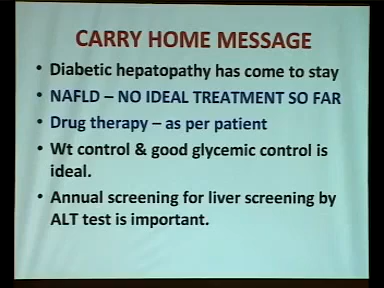 CARRY HOME MESSAGE
• Diabetic hepatopathy has come to stay
• NAFLD – NO IDEAL TREATMENT SO FAR
• Drug therapy – as per patient
• Wt control & good glycemic control is
ideal.
• Annual screening for liver screening by
ALT test is important.